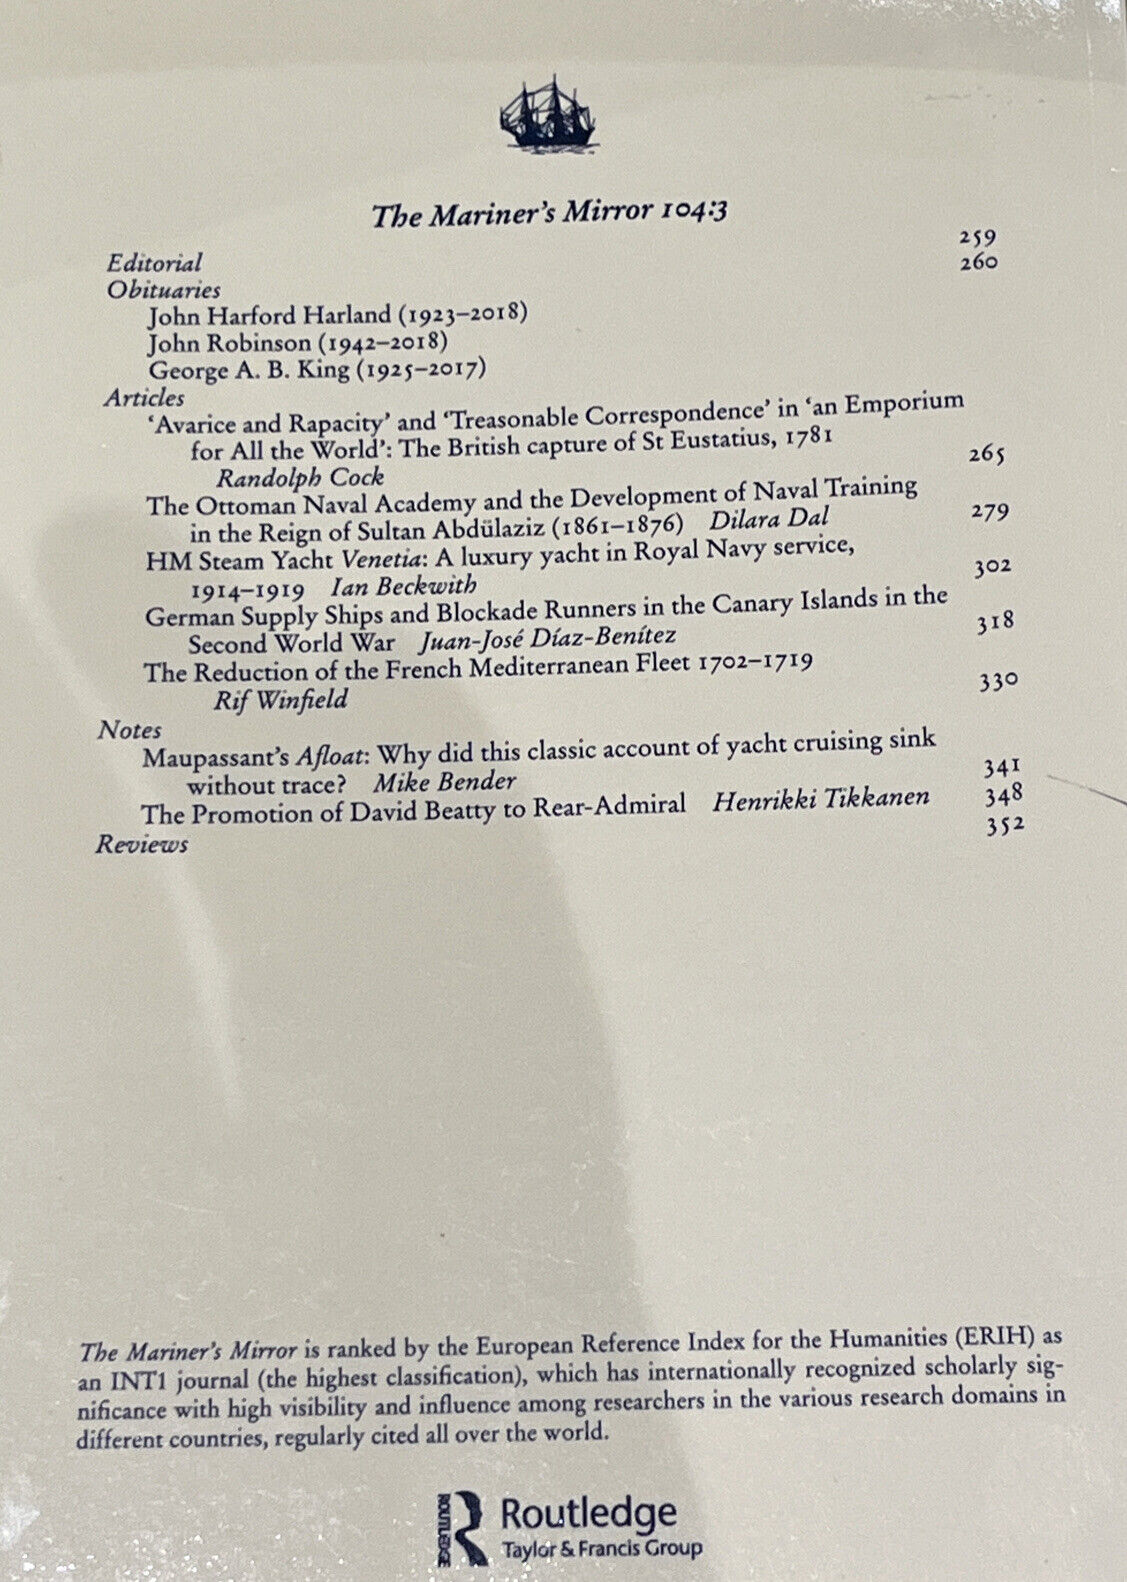 The Mariner's Mirror 104:3
Editorial 259
Obituaries 260
John Harford Harland (1923–2018)
John Robinson (1942–2018)
George A. B. King (1925–2017)
Articles
‘Avarice and Rapacity’ and ‘Treasonable Correspondence’ in ‘an Emporium
for All the World’: The British capture of St Eustatius, 1781
Randolph Cock 265
The Ottoman Naval Academy and the Development of Naval Training
in the Reign of Sultan Abdülaziz (1861–1876) Dilara Dal 279
HM Steam Yacht Venetia: A luxury yacht in Royal Navy service,
1914–1919 Ian Beckwith 302
German Supply Ships and Blockade Runners in the Canary Islands in the
Second World War Juan-José Díaz-Benítez 318
The Reduction of the French Mediterranean Fleet 1702–1719
Rif Winfield 330
Notes
Maupassant's Afloat: Why did this classic account of yacht cruising sink
without trace? Mike Bender 341
The Promotion of David Beatty to Rear-Admiral Henrikki Tikkanen 348
Reviews 352
The Mariner's Mirror is ranked by the European Reference Index for the Humanities (ERIH) as
an INT1 journal (the highest classification), which has internationally recognized scholarly sig-
nificance with high visibility and influence among researchers in the various research domains in
different countries, regularly cited all over the world.
ROUTLEDGE
Routledge
Taylor & Francis Group